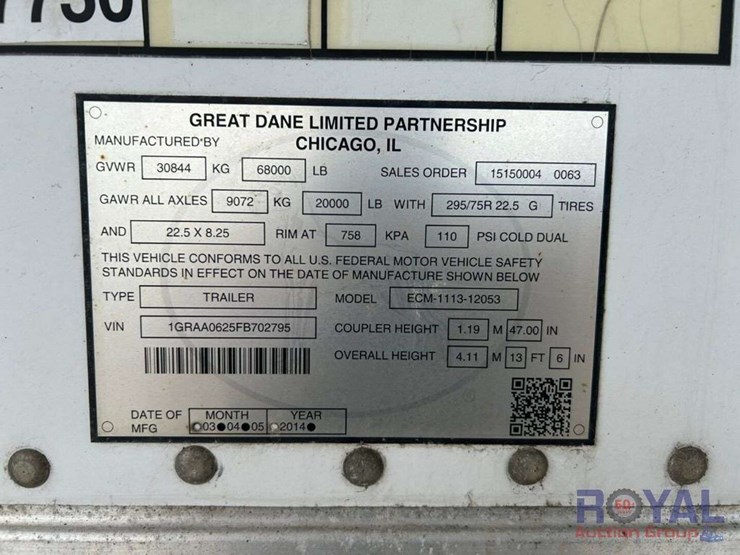 GREAT DANE LIMITED PARTNERSHIP
MANUFACTURED BY CHICAGO, IL
GVWR 30844 KG 68000 LB SALES ORDER 15150004 0063
GAWR ALL AXLES 9072 KG 20000 LB WITH 295/75R 22.5 G TIRES
AND 22.5 X 8.25 RIM AT 758 KPA 110 PSI COLD DUAL
THIS VEHICLE CONFORMS TO ALL U.S. FEDERAL MOTOR VEHICLE SAFETY
STANDARDS IN EFFECT ON THE DATE OF MANUFACTURE SHOWN BELOW
TYPE TRAILER MODEL ECM-1113-12053
VIN 1GRAA0625FB702795 COUPLER HEIGHT 1.19 M 47.00 IN
OVERALL HEIGHT 4.11 M 13 FT 6 IN
DATE OF MFG MONTH YEAR
03 04 05 2014
ROYAL
Auction Group